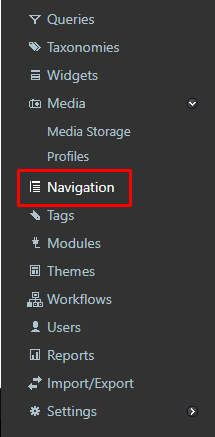 Queries
Taxonomies
Widgets
Media
Media Storage
Profiles
Navigation
Tags
Modules
Themes
Workflows
Users
Reports
Import/Export
Settings